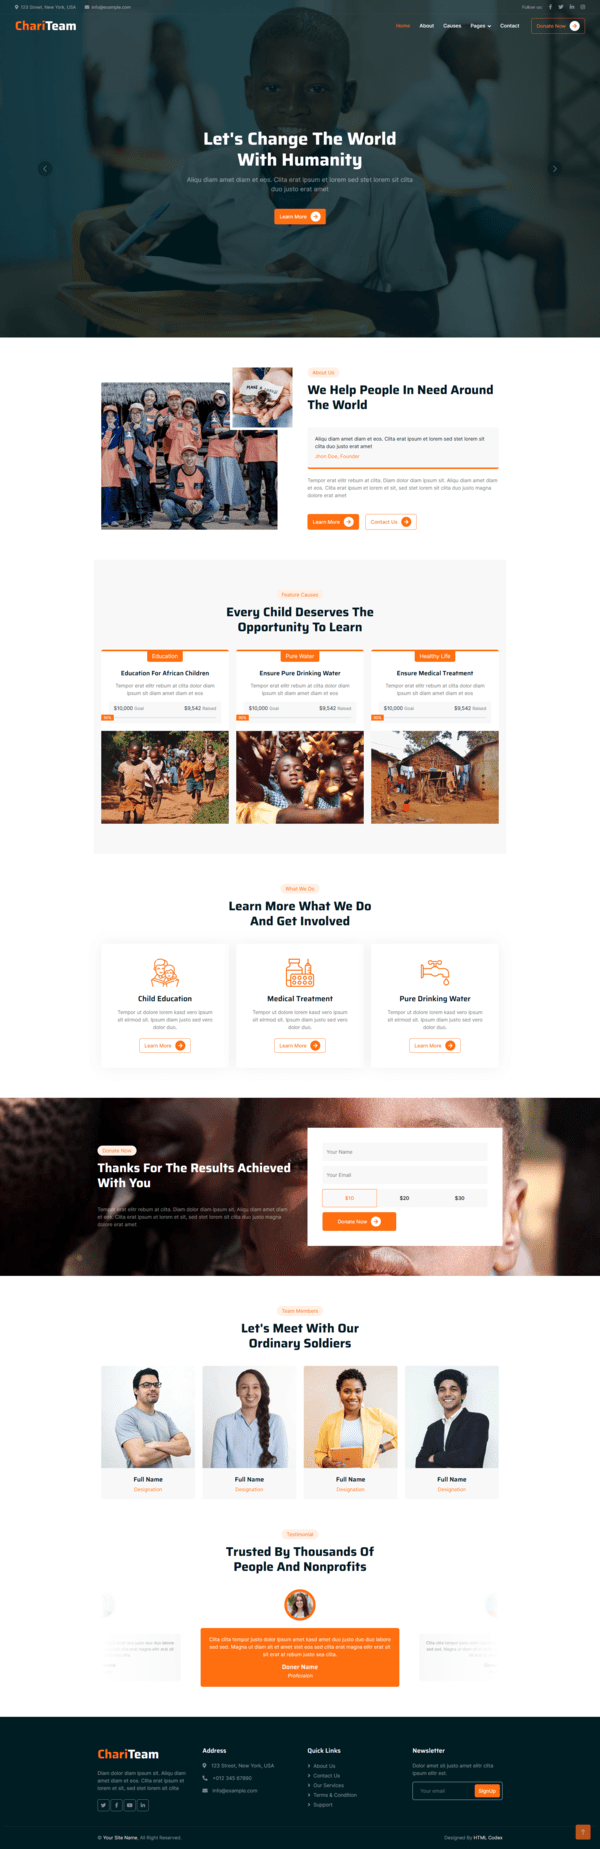 123 Street, New York, USA info@example.com Follow us:
ChariTeam Home About Causes Pages Contact Donate Now
Let's Change The World
With Humanity
Aliqu diam amet diam et eos. Clita erat ipsum et lorem sed stet lorem sit clita
duo justo erat amet
Learn More
MAKE A
About Us
We Help People In Need Around
The World
Aliqu diam amet diam et eos. Clita erat ipsum et lorem sed stet lorem sit
clita duo justo erat amet
Jhon Doe, Founder
Tempor erat elitr rebum at clita. Diam dolor diam ipsum sit. Aliqu diam amet diam
et eos. Clita erat ipsum et lorem et sit, sed stet lorem sit clita duo justo magna
dolore erat amet
Learn More Contact Us
Feature Causes
Every Child Deserves The
Opportunity To Learn
Education
Education For African Children
Tempor erat elitr rebum at clita dolor diam
ipsum sit diam amet diam et eos
$10,000 Goal $9,542 Raised
90%
Pure Water
Ensure Pure Drinking Water
Tempor erat elitr rebum at clita dolor diam
ipsum sit diam amet diam et eos
$10,000 Goal $9,542 Raised
90%
Healthy Life
Ensure Medical Treatment
Tempor erat elitr rebum at clita dolor diam
ipsum sit diam amet diam et eos
$10,000 Goal $9,542 Raised
90%
What We Do
Learn More What We Do
And Get Involved
Child Education
Tempor ut dolore lorem kasd vero ipsum
sit eirmod sit. Ipsum diam justo sed vero
dolor duo.
Learn More
Medical Treatment
Tempor ut dolore lorem kasd vero ipsum
sit eirmod sit. Ipsum diam justo sed vero
dolor duo.
Learn More
Pure Drinking Water
Tempor ut dolore lorem kasd vero ipsum
sit eirmod sit. Ipsum diam justo sed vero
dolor duo.
Learn More
Donate Now
Thanks For The Results Achieved
With You
Tempor erat elitr rebum at clita. Diam dolor diam ipsum sit. Aliqu diam amet diam
et eos. Clita erat ipsum et lorem et sit, sed stet lorem sit clita duo justo magna
dolore erat amet
Your Name
Your Email
$10 $20 $30
Donate Now
Team Members
Let's Meet With Our
Ordinary Soldiers
Full Name
Designation
Full Name
Designation
Full Name
Designation
Full Name
Designation
Testimonial
Trusted By Thousands Of
People And Nonprofits
Clita clita tempor justo dolor ipsum amet kasd amet duo justo duo duo labore
sed sed. Magna ut diam sit et amet stet eos sed clita erat magna elitr erat sit
sit erat at rebum justo sea clita.
Doner Name
Profession
ChariTeam
Diam dolor diam ipsum sit. Aliqu diam
amet diam et eos. Clita erat ipsum et
lorem et sit.
Address
123 Street, New York, USA
+012 345 67890
info@example.com
Quick Links
About Us
Contact Us
Our Services
Terms & Condition
Support
Newsletter
Dolor amet sit justo amet elitr clita
ipsum elitr est.
Your email SignUp
© Your Site Name, All Right Reserved. Designed By HTML Codex